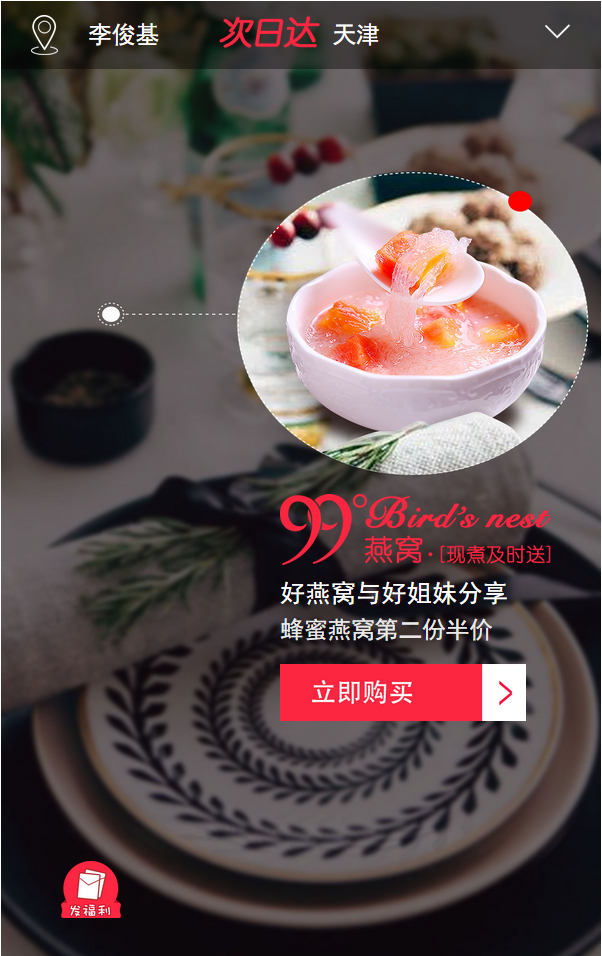 李俊基 次日达 天津
99°Bird's nest
燕窝·[现煮及时送]
好燕窝与好姐妹分享
蜂蜜燕窝第二份半价
立即购买
发福利